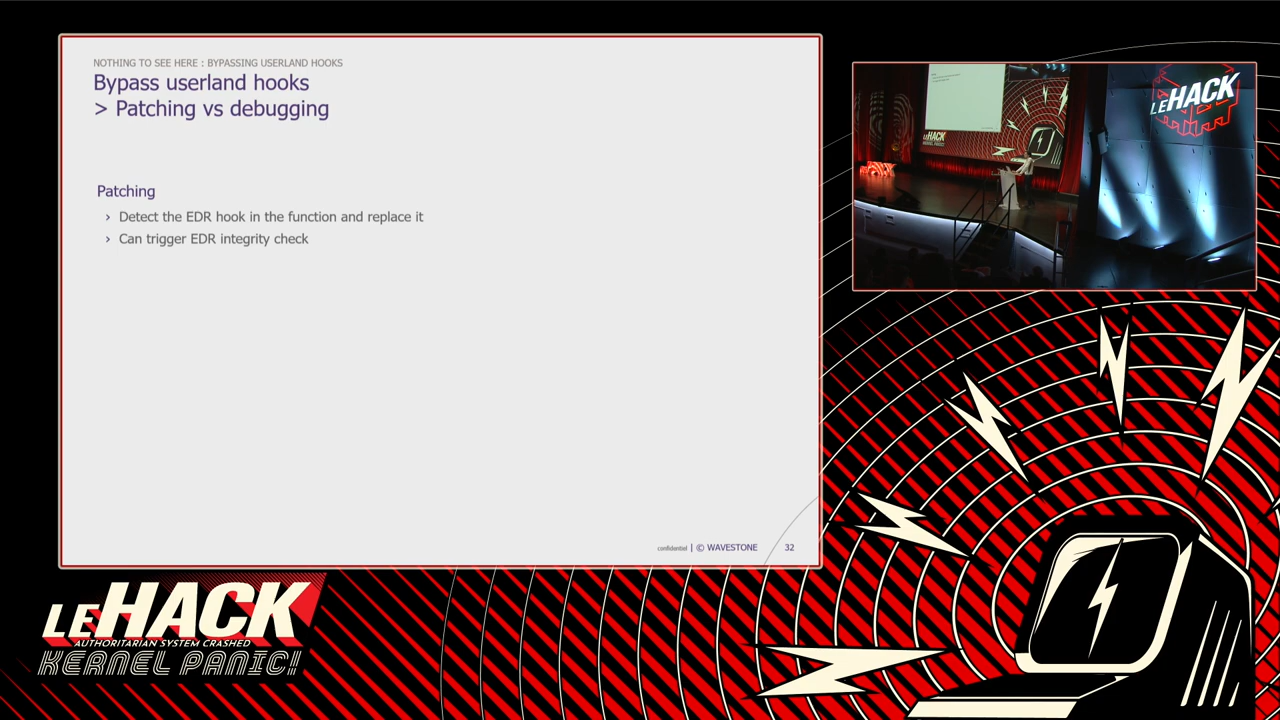 NOTHING TO SEE HERE : BYPASSING USERLAND HOOKS
Bypass userland hooks
> Patching vs debugging
Patching
› Detect the EDR hook in the function and replace it
› Can trigger EDR integrity check
confidential | © WAVESTONE 32
LEHACK
AUTHORITARIAN SYSTEM CRASHED
KERNEL PANIC!
LEHACK
LEHACK